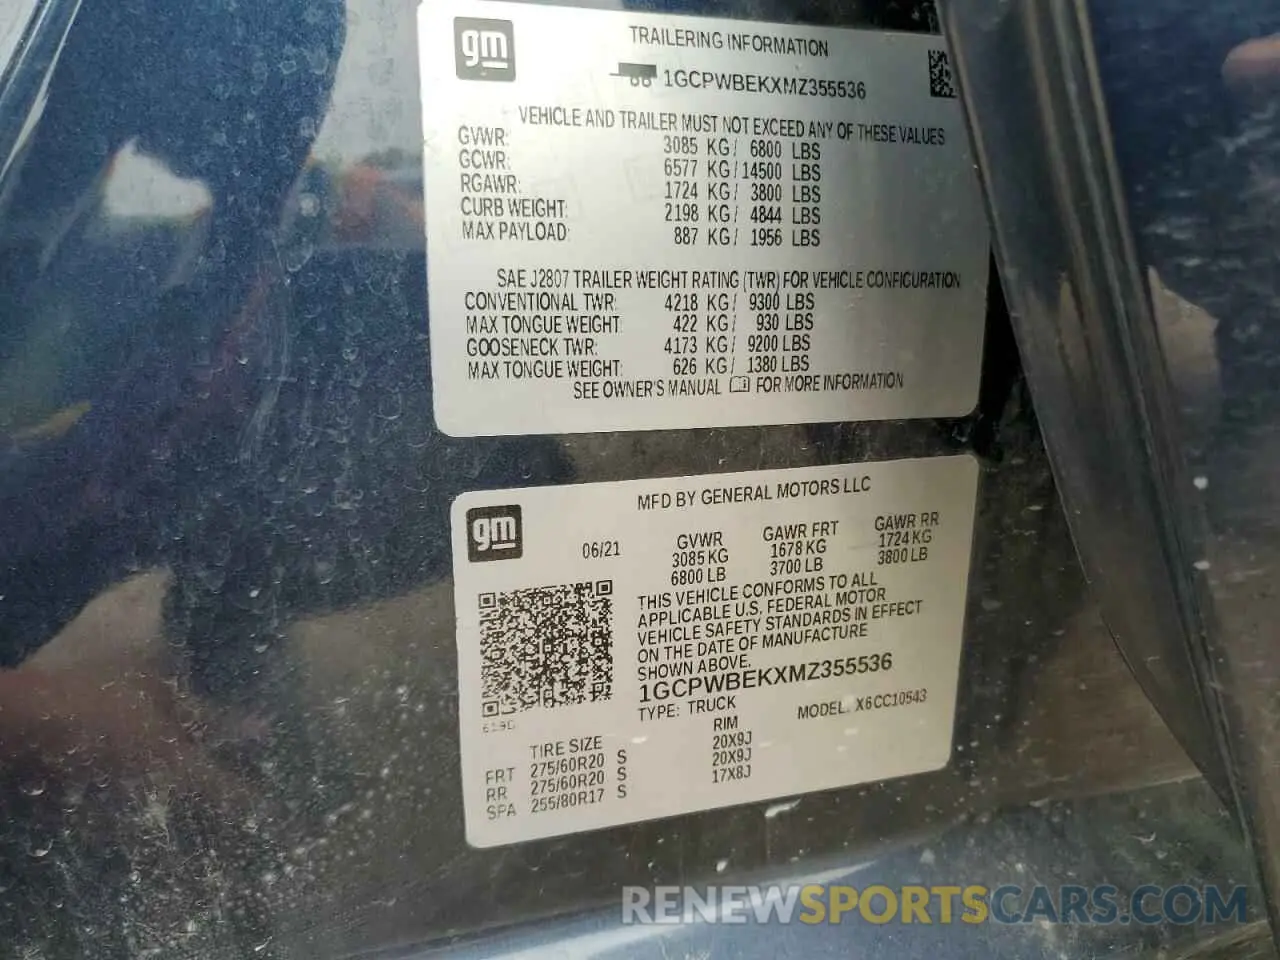 gm
TRAILERING INFORMATION
1GCPWBEKXMZ355536
VEHICLE AND TRAILER MUST NOT EXCEED ANY OF THESE VALUES
GVWR: 3085 KG/ 6800 LBS
GCWR: 6577 KG/14500 LBS
RGAWR: 1724 KG/ 3800 LBS
CURB WEIGHT: 2198 KG/ 4844 LBS
MAX PAYLOAD: 887 KG/ 1956 LBS
SAE J2807 TRAILER WEIGHT RATING (TWR) FOR VEHICLE CONFIGURATION
CONVENTIONAL TWR: 4218 KG/ 9300 LBS
MAX TONGUE WEIGHT: 422 KG/ 930 LBS
GOOSENECK TWR: 4173 KG/ 9200 LBS
MAX TONGUE WEIGHT: 626 KG/ 1380 LBS
SEE OWNER'S MANUAL FOR MORE INFORMATION
gm
MFD BY GENERAL MOTORS LLC
06/21 GVWR GAWR FRT GAWR RR
3085 KG 1678 KG 1724 KG
6800 LB 3700 LB 3800 LB
THIS VEHICLE CONFORMS TO ALL
APPLICABLE U.S. FEDERAL MOTOR
VEHICLE SAFETY STANDARDS IN EFFECT
ON THE DATE OF MANUFACTURE
SHOWN ABOVE.
1GCPWBEKXMZ355536
TYPE: TRUCK MODEL: X6CC10543
TIRE SIZE RIM
FRT 275/60R20 S 20X9J
RR 275/60R20 S 20X9J
SPA 255/80R17 S 17X8J
RENEWSPORTSCARS.COM